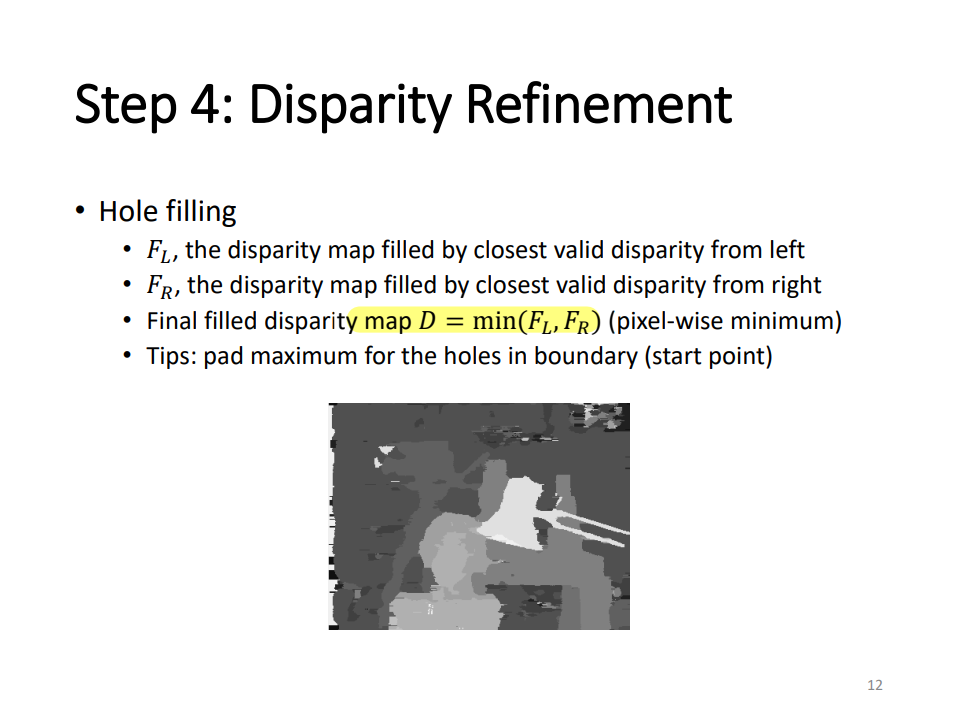 Step 4: Disparity Refinement
• Hole filling
• F_L, the disparity map filled by closest valid disparity from left
• F_R, the disparity map filled by closest valid disparity from right
• Final filled disparity map D = min(F_L, F_R) (pixel-wise minimum)
• Tips: pad maximum for the holes in boundary (start point)
12